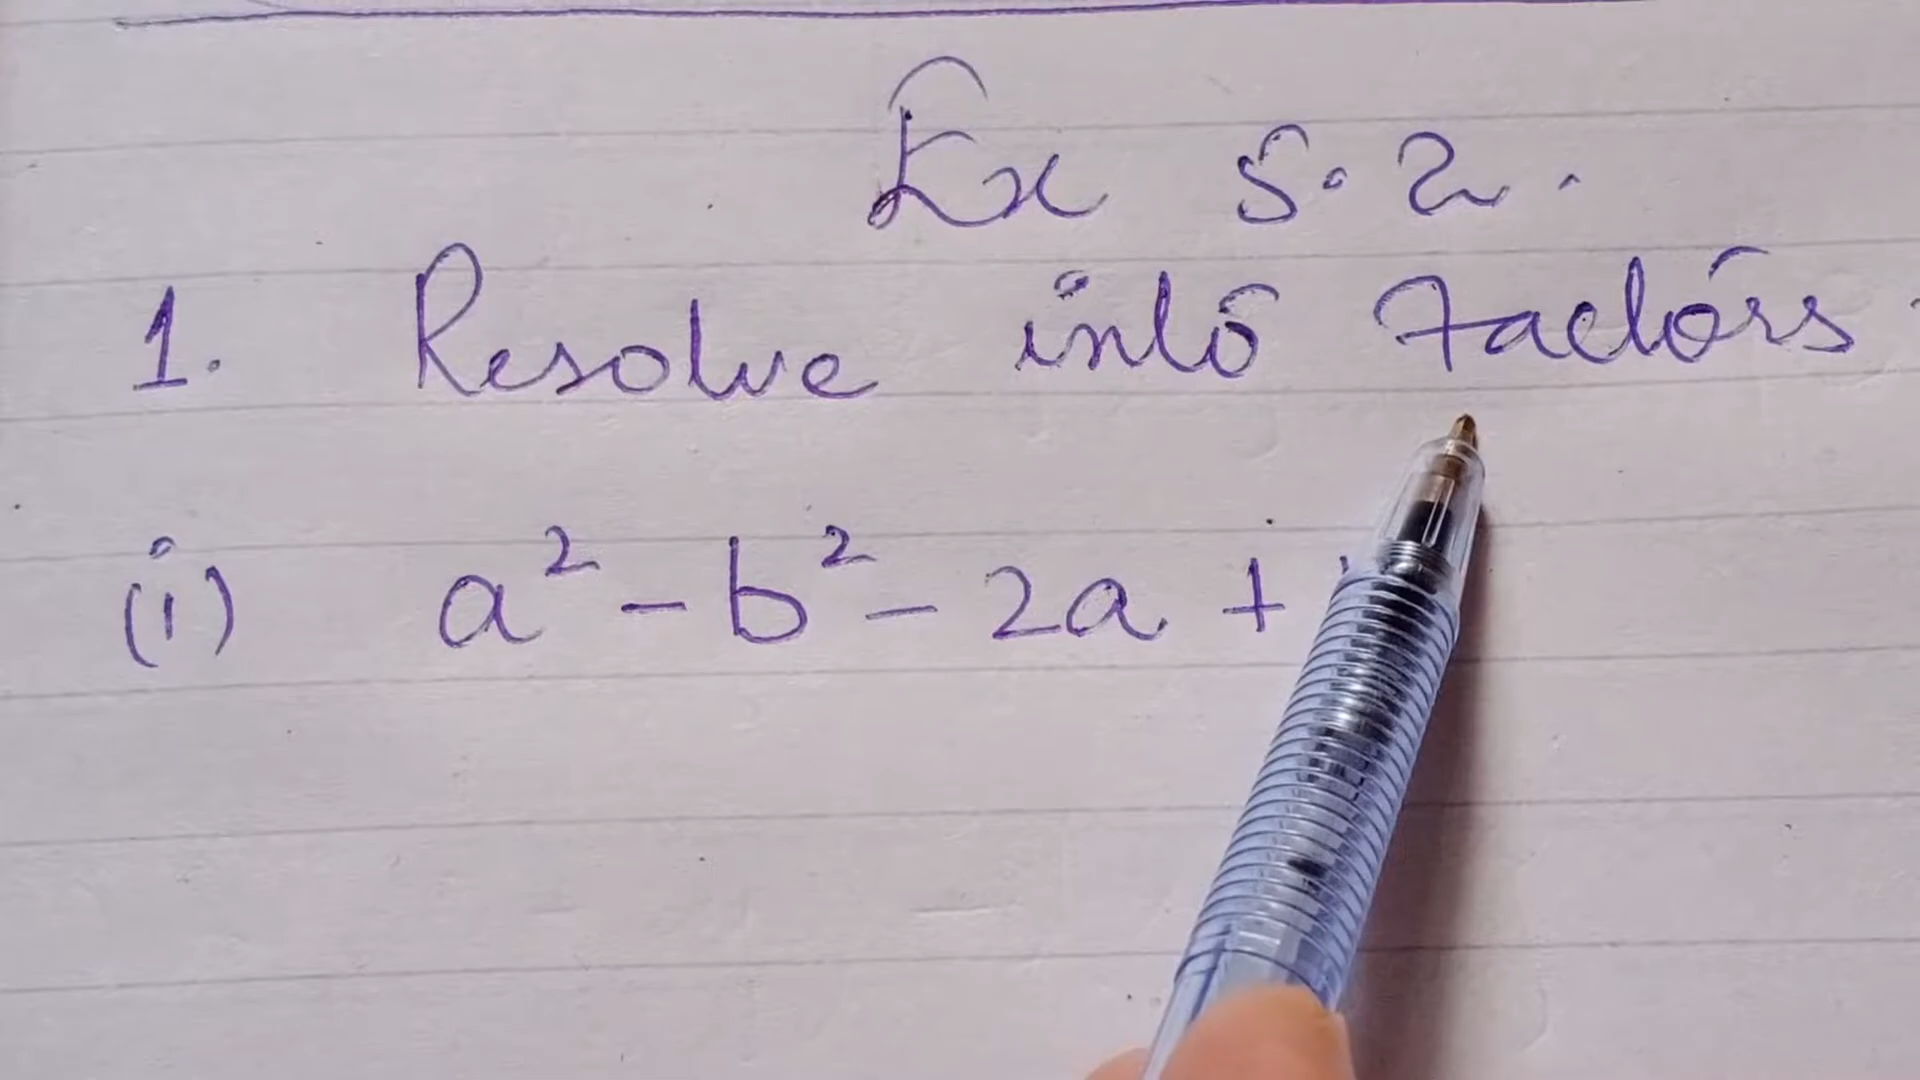 Ex 5.2.
1. Resolve into Factors
(i) a² - b² - 2a +